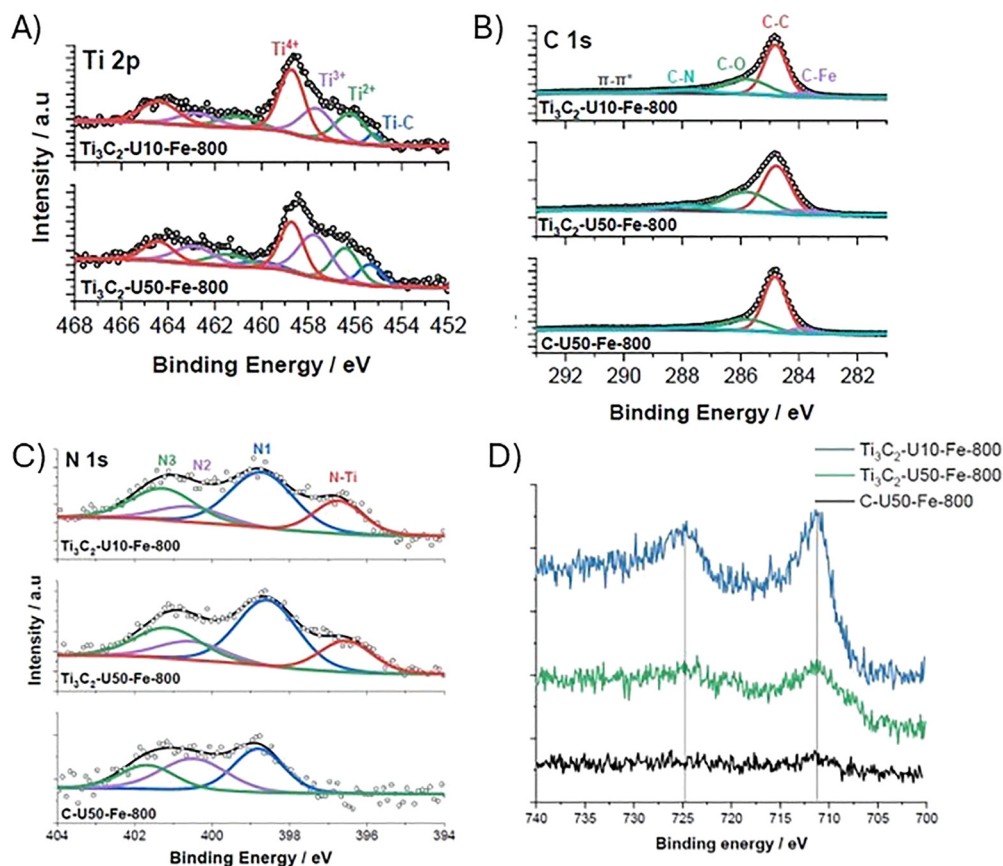 A)
Ti 2p
Ti⁴⁺
Ti³⁺
Ti²⁺
Ti-C
Ti₃C₂-U10-Fe-800
Ti₃C₂-U50-Fe-800
Intensity / a.u
468 466 464 462 460 458 456 454 452
Binding Energy / eV
B)
C 1s
C-C
C-O
C-Fe
C-N
π-π*
Ti₃C₂-U10-Fe-800
Ti₃C₂-U50-Fe-800
C-U50-Fe-800
292 290 288 286 284 282
Binding Energy / eV
C)
N 1s
N3
N2
N1
N-Ti
Ti₃C₂-U10-Fe-800
Ti₃C₂-U50-Fe-800
C-U50-Fe-800
Intensity / a.u
404 402 400 398 396 394
Binding Energy / eV
D)
Ti₃C₂-U10-Fe-800
Ti₃C₂-U50-Fe-800
C-U50-Fe-800
740 735 730 725 720 715 710 705 700
Binding energy / eV